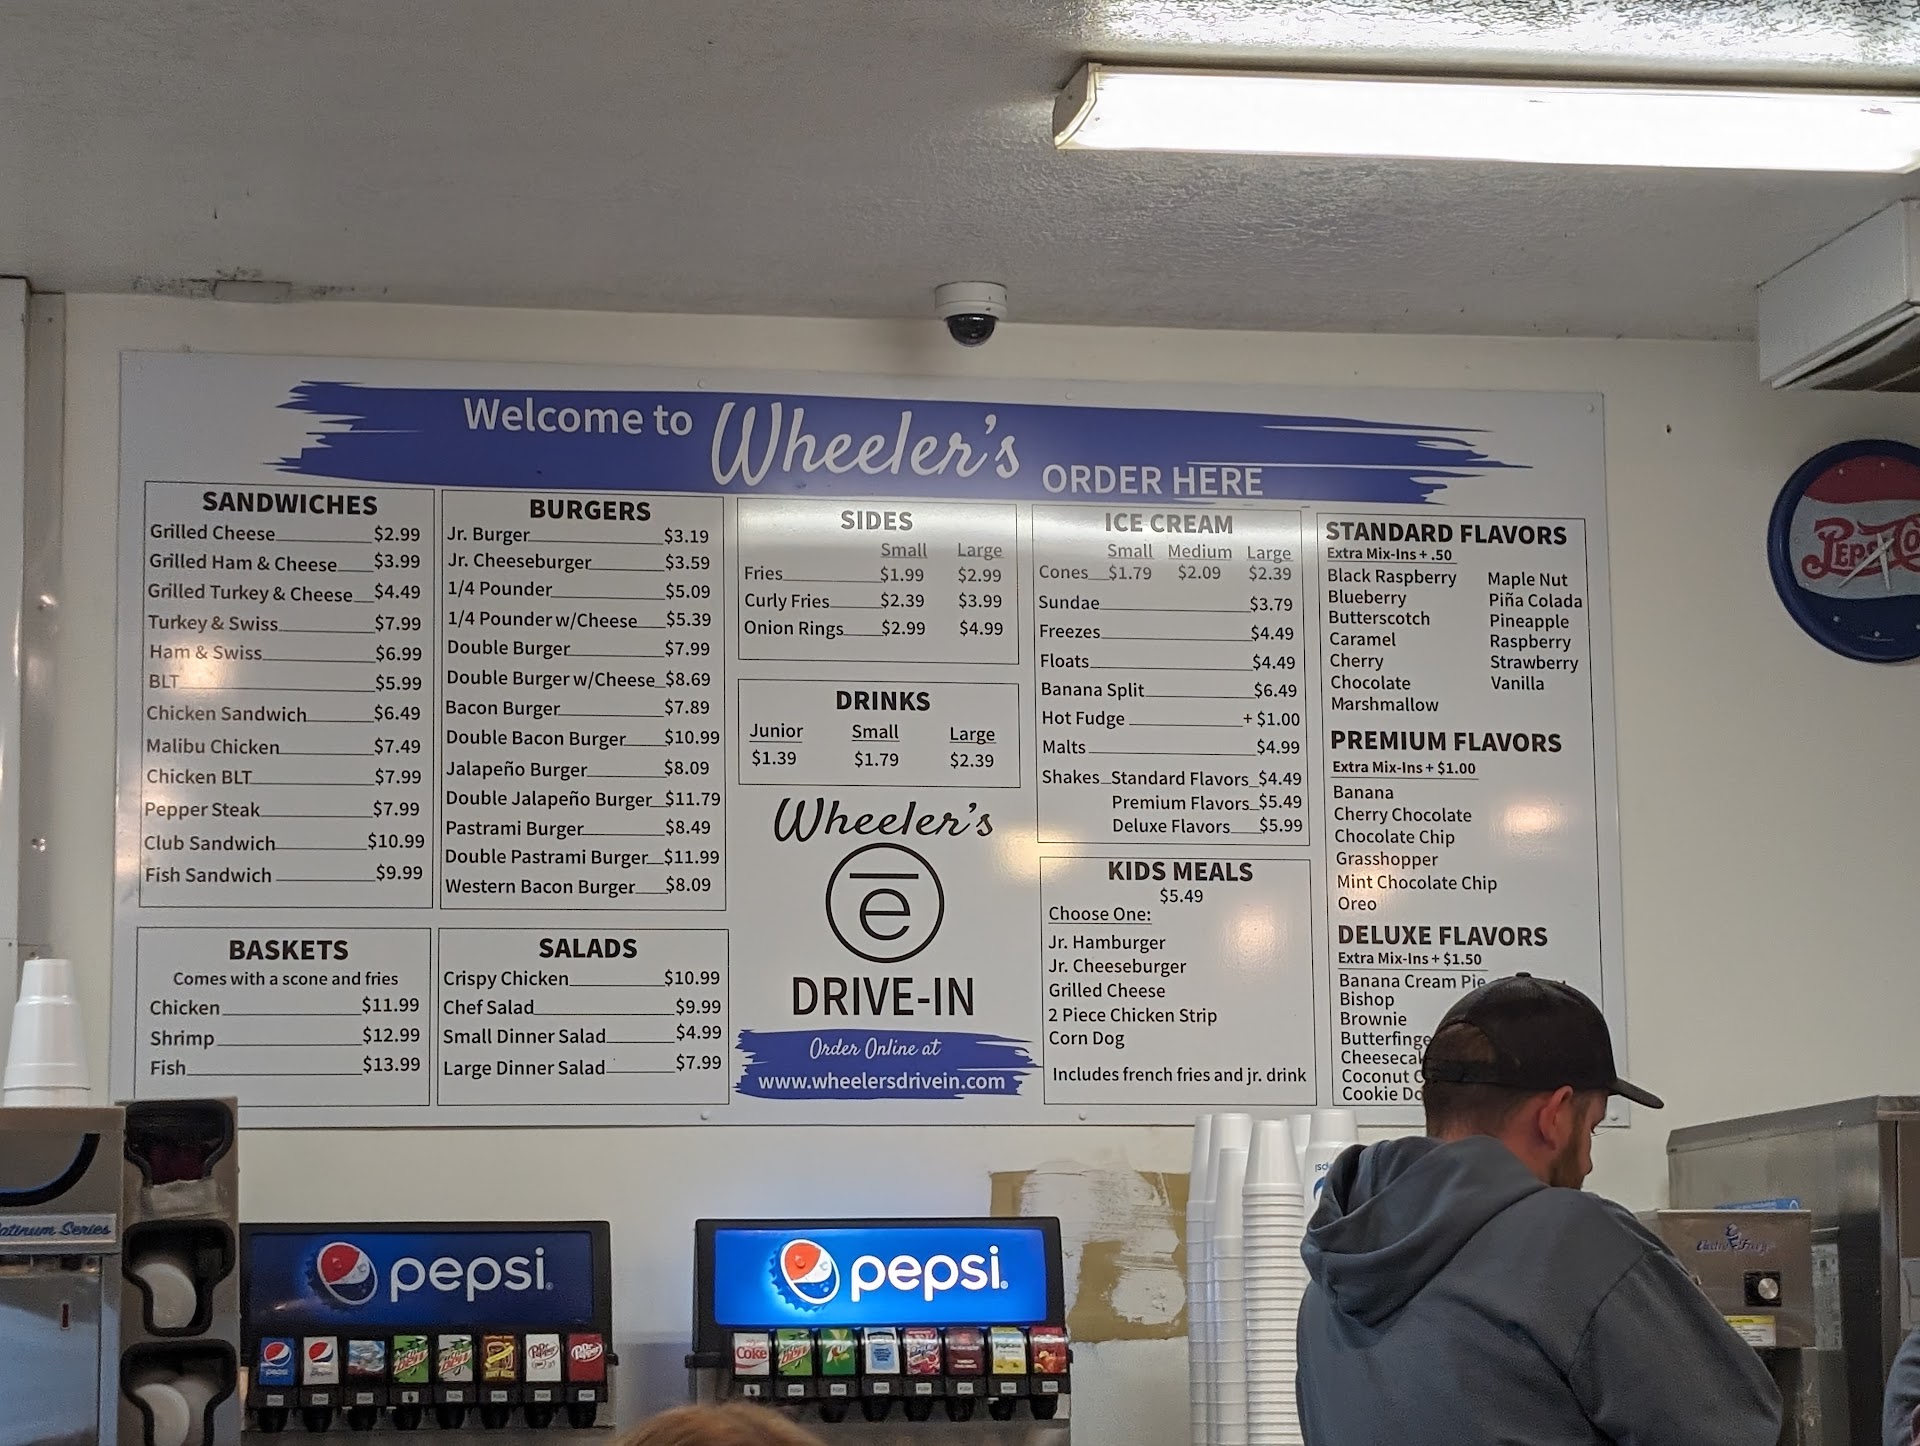 Welcome to Wheeler's ORDER HERE
SANDWICHES
Grilled Cheese $2.99
Grilled Ham & Cheese $3.99
Grilled Turkey & Cheese $4.49
Turkey & Swiss $7.99
Ham & Swiss $6.99
BLT $5.99
Chicken Sandwich $6.49
Malibu Chicken $7.49
Chicken BLT $7.99
Pepper Steak $7.99
Club Sandwich $10.99
Fish Sandwich $9.99
BASKETS
Comes with a scone and fries
Chicken $11.99
Shrimp $12.99
Fish $13.99
BURGERS
Jr. Burger $3.19
Jr. Cheeseburger $3.59
1/4 Pounder $5.09
1/4 Pounder w/Cheese $5.39
Double Burger $7.99
Double Burger w/Cheese $8.69
Bacon Burger $7.89
Double Bacon Burger $10.99
Jalapeño Burger $8.09
Double Jalapeño Burger $11.79
Pastrami Burger $8.49
Double Pastrami Burger $11.99
Western Bacon Burger $8.09
SALADS
Crispy Chicken $10.99
Chef Salad $9.99
Small Dinner Salad $4.99
Large Dinner Salad $7.99
SIDES
Small Large
Fries $1.99 $2.99
Curly Fries $2.39 $3.99
Onion Rings $2.99 $4.99
DRINKS
Junior Small Large
$1.39 $1.79 $2.39
Wheeler's
e
DRIVE-IN
Order Online at
www.wheelersdrivein.com
ICE CREAM
Small Medium Large
Cones $1.79 $2.09 $2.39
Sundae $3.79
Freezes $4.49
Floats $4.49
Banana Split $6.49
Hot Fudge + $1.00
Malts $4.99
Shakes Standard Flavors $4.49
Premium Flavors $5.49
Deluxe Flavors $5.99
KIDS MEALS
$5.49
Choose One:
Jr. Hamburger
Jr. Cheeseburger
Grilled Cheese
2 Piece Chicken Strip
Corn Dog
Includes french fries and jr. drink
STANDARD FLAVORS
Extra Mix-Ins + .50
Black Raspberry
Blueberry
Butterscotch
Caramel
Cherry
Chocolate
Marshmallow
Maple Nut
Piña Colada
Pineapple
Raspberry
Strawberry
Vanilla
PREMIUM FLAVORS
Extra Mix-Ins + $1.00
Banana
Cherry Chocolate
Chocolate Chip
Grasshopper
Mint Chocolate Chip
Oreo
DELUXE FLAVORS
Extra Mix-Ins + $1.50
Banana Cream Pie
Bishop
Brownie
Butterfinge
Cheeseca
Coconut C
Cookie Do
pepsi
pepsi
Coke